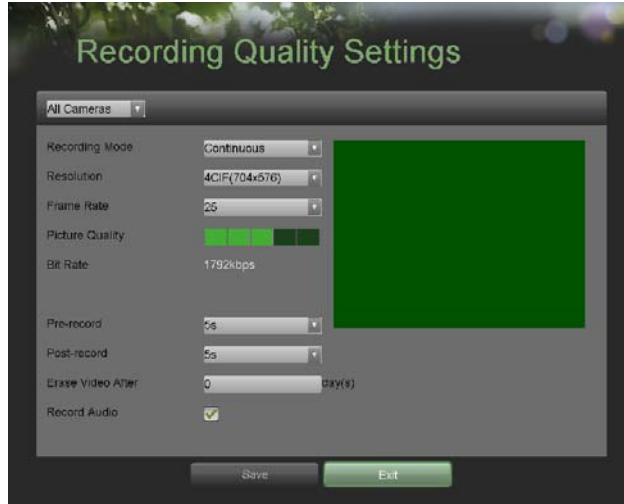 Recording Quality Settings
All Cameras
Recording Mode Continuous
Resolution 4CIF(704x576)
Frame Rate 25
Picture Quality
Bit Rate 1792kbps
Pre-record 5s
Post-record 5s
Erase Video After 0 day(s)
Record Audio
Save Exit